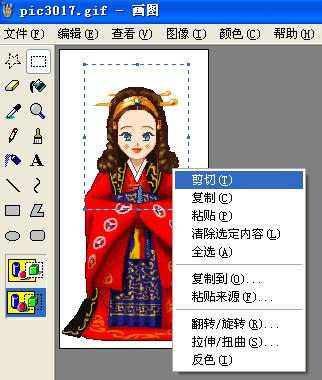 pic3017.gif - 画图
文件(F) 编辑(E) 查看(V) 图像(I) 颜色(C) 帮助(H)
A
剪切(T)
复制(C)
粘贴(P)
清除选定内容(L)
全选(A)
复制到(O)...
粘贴来源(F)...
翻转/旋转(R)...
拉伸/扭曲(S)...
反色(I)